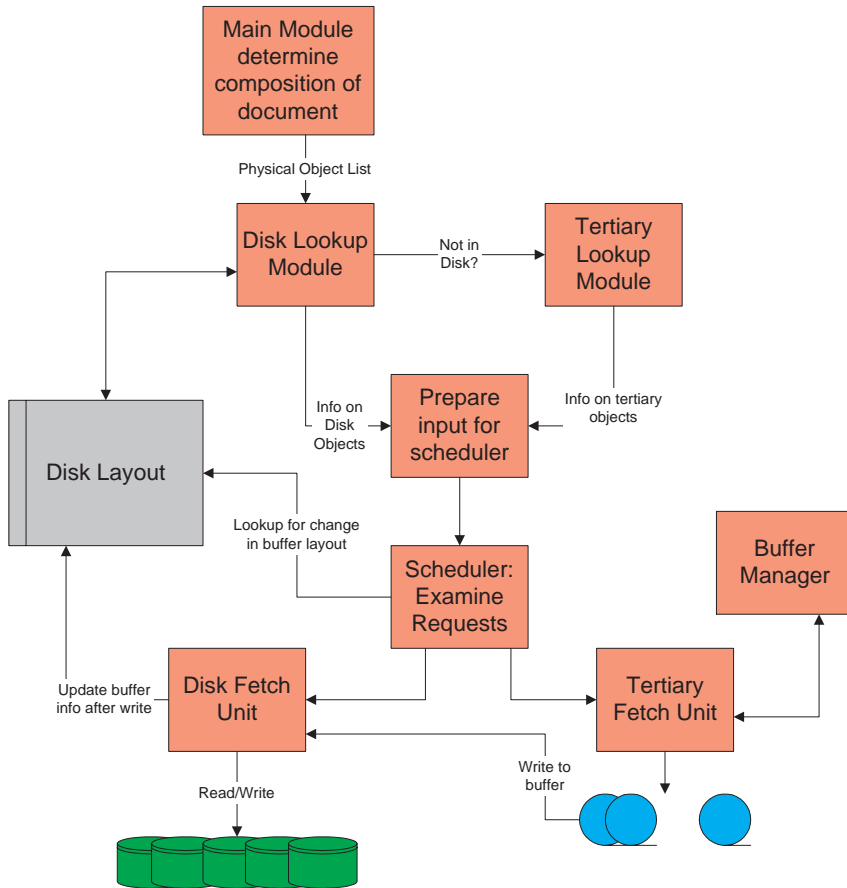 Main Module
determine
composition of
document
Physical Object List
Disk Lookup
Module
Not in
Disk?
Tertiary
Lookup
Module
Info on
Disk
Objects
Prepare
input for
scheduler
Info on tertiary
objects
Disk Layout
Lookup for change
in buffer layout
Scheduler:
Examine
Requests
Buffer
Manager
Update buffer
info after write
Disk Fetch
Unit
Tertiary
Fetch Unit
Write to
buffer
Read/Write